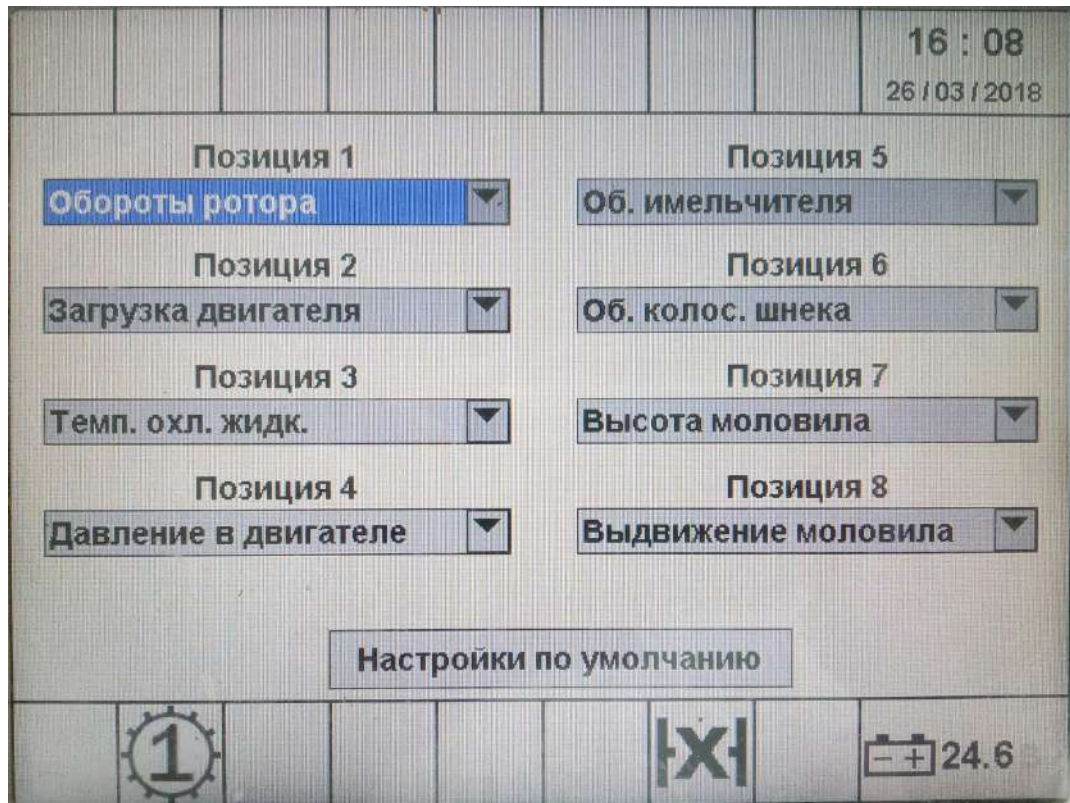 16 : 08
26 / 03 / 2018
Позиция 1
Обороты ротора
Позиция 2
Загрузка двигателя
Позиция 3
Темп. охл. жидк.
Позиция 4
Давление в двигателе
Позиция 5
Об. имельчителя
Позиция 6
Об. колос. шнека
Позиция 7
Высота моловила
Позиция 8
Выдвижение моловила
Настройки по умолчанию
1
X
- + 24.6